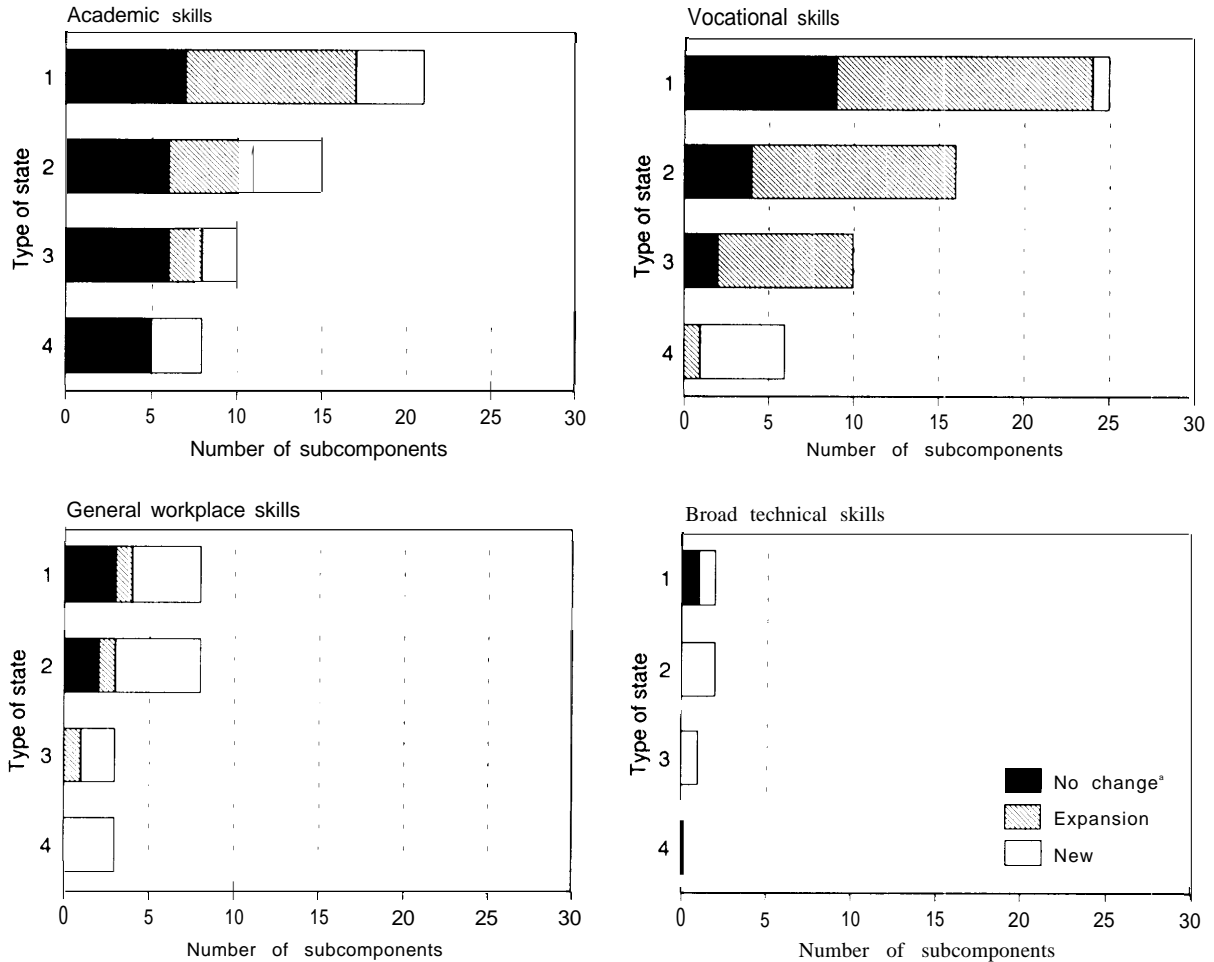 Academic skills
Type of state
1
2
3
4
0 5 10 15 20 25 30
Number of subcomponents
Vocational skills
Type of state
1
2
3
4
0 5 10 15 20 25 30
Number of subcomponents
General workplace skills
Type of state
1
2
3
4
0 5 10 15 20 25 30
Number of subcomponents
Broad technical skills
Type of state
1
2
3
4
No changeᵃ
Expansion
New
0 5 10 15 20 25 30
Number of subcomponents